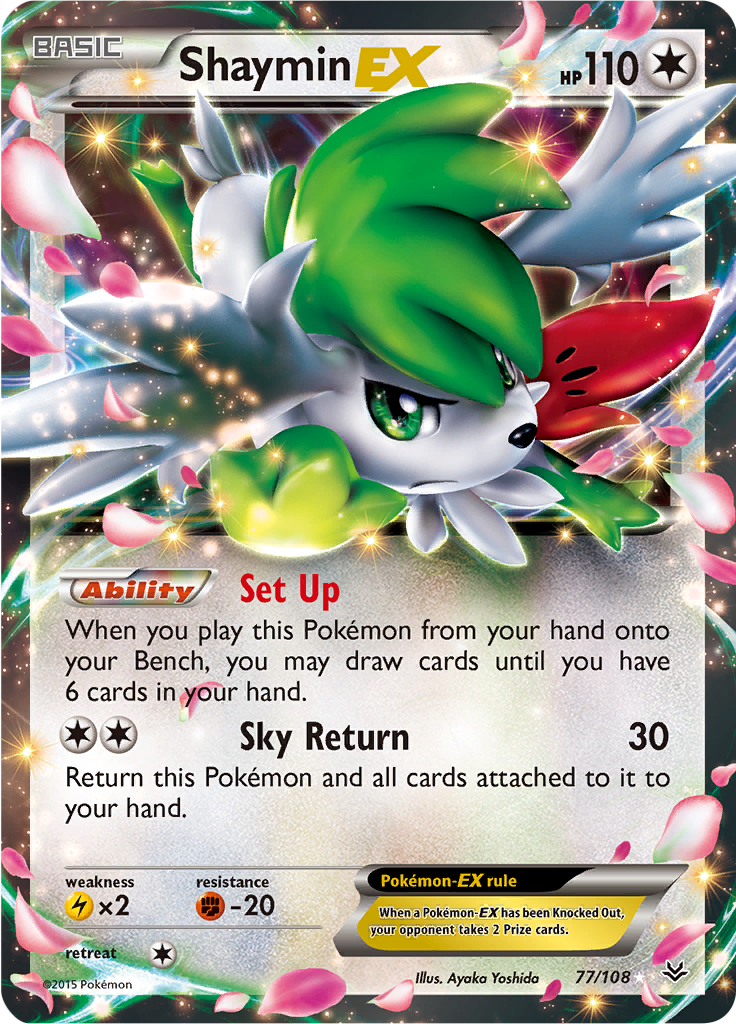 BASIC
Shaymin EX
HP 110
Ability Set Up
When you play this Pokémon from your hand onto
your Bench, you may draw cards until you have
6 cards in your hand.
Sky Return 30
Return this Pokémon and all cards attached to it to
your hand.
weakness resistance
×2 -20
retreat
Pokémon-EX rule
When a Pokémon-EX has been Knocked Out,
your opponent takes 2 Prize cards.
©2015 Pokémon
Illus. Ayaka Yoshida 77/108